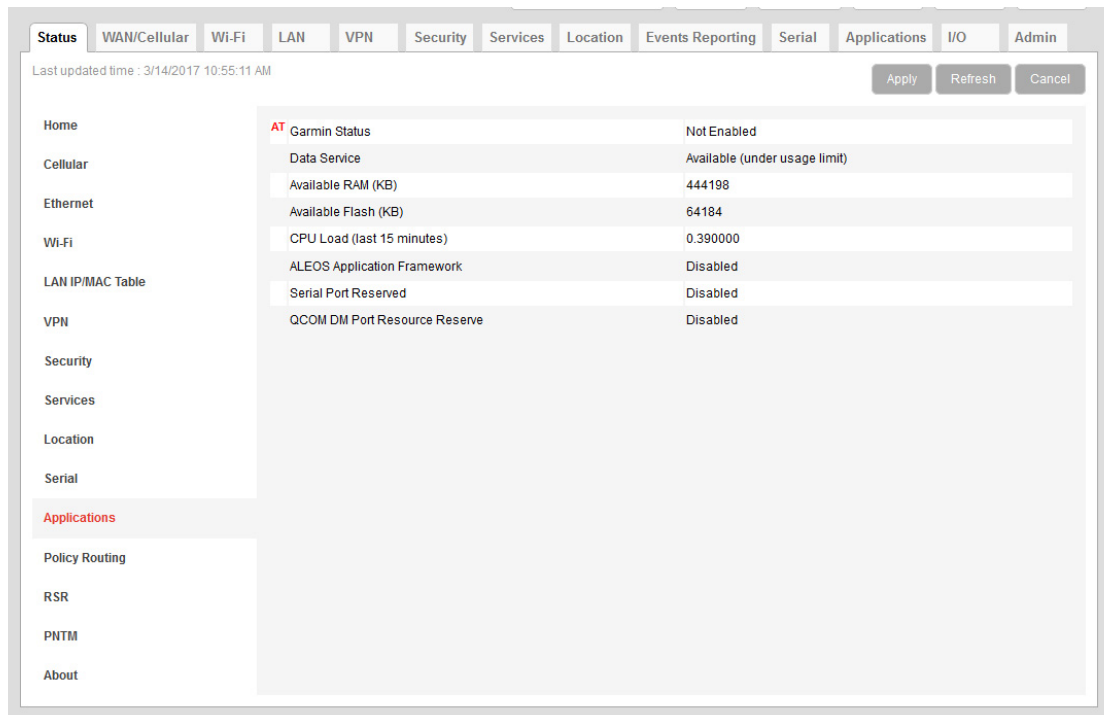 Status WAN/Cellular Wi-Fi LAN VPN Security Services Location Events Reporting Serial Applications I/O Admin
Last updated time : 3/14/2017 10:55:11 AM
Apply Refresh Cancel
Home
Cellular
Ethernet
Wi-Fi
LAN IP/MAC Table
VPN
Security
Services
Location
Serial
Applications
Policy Routing
RSR
PNTM
About
AT Garmin Status Not Enabled
Data Service Available (under usage limit)
Available RAM (KB) 444198
Available Flash (KB) 64184
CPU Load (last 15 minutes) 0.390000
ALEOS Application Framework Disabled
Serial Port Reserved Disabled
QCOM DM Port Resource Reserve Disabled